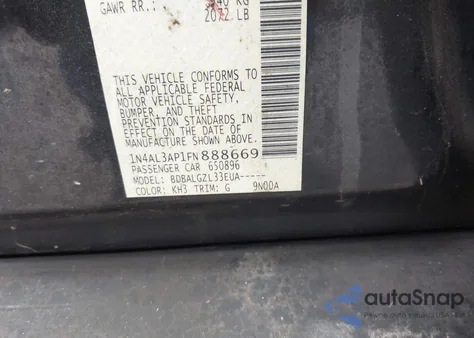 GAWR RR.:
2072 LB
THIS VEHICLE CONFORMS TO
ALL APPLICABLE FEDERAL
MOTOR VEHICLE SAFETY,
BUMPER, AND THEFT
PREVENTION STANDARDS
IN EFFECT ON THE DATE OF
MANUFACTURE SHOWN ABOVE.
1N4AL3AP1FN888669
PASSENGER CAR 650896
MODEL: BDBALGZL33EUA-----
COLOR: KH3 TRIM: G 9N00A
autoSnap